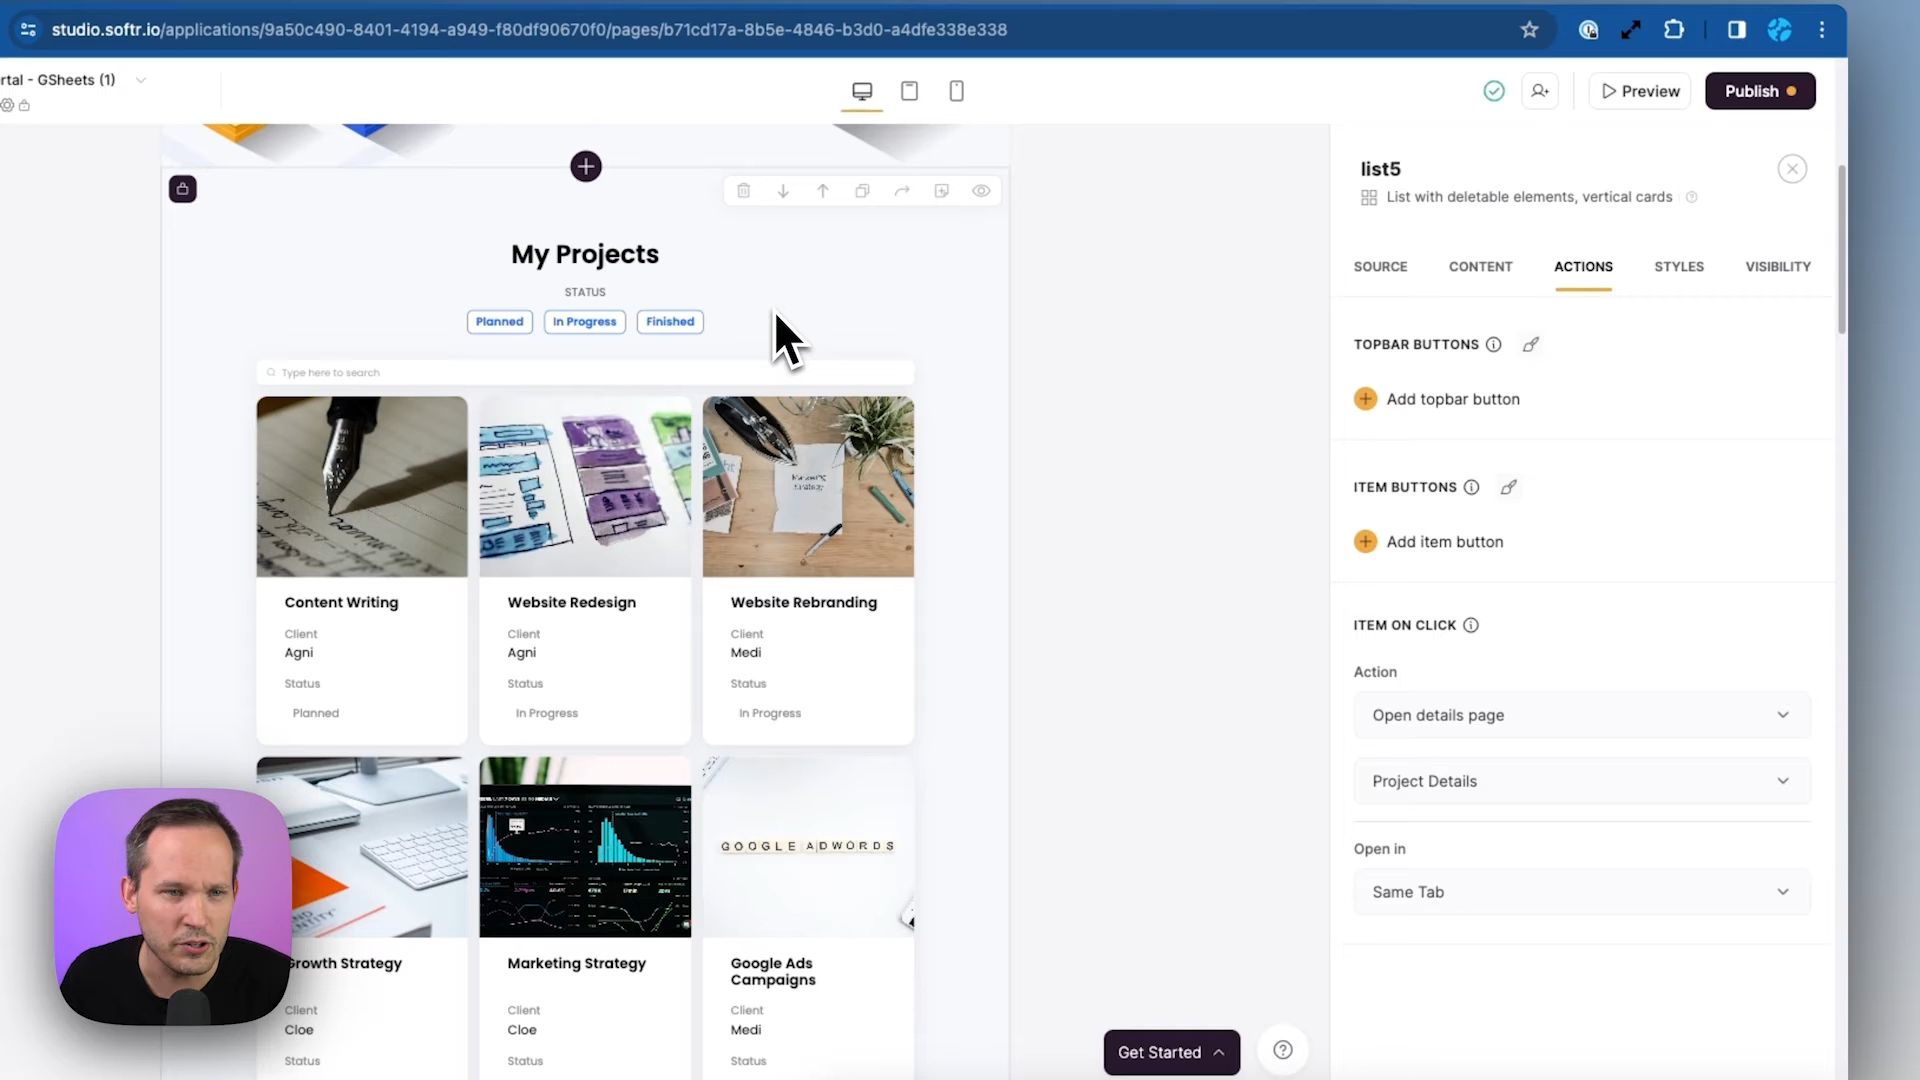 studio.softr.io/applications/9a50c490-8401-4194-a949-f80df90670f0/pages/b71cd17a-8b5e-4846-b3d0-a4dfe338e338
rtal - GSheets (1)
Preview
Publish
list5
List with deletable elements, vertical cards
SOURCE CONTENT ACTIONS STYLES VISIBILITY
My Projects
STATUS
Planned In Progress Finished
Type here to search
Marketing
Strategy
Content Writing
Client
Agni
Status
Planned
Website Redesign
Client
Agni
Status
In Progress
Website Rebranding
Client
Medi
Status
In Progress
Growth Strategy
Client
Cloe
Status
Marketing Strategy
Client
Cloe
Status
GOOGLE ADWORDS
Google Ads
Campaigns
Client
Medi
Status
TOPBAR BUTTONS
Add topbar button
ITEM BUTTONS
Add item button
ITEM ON CLICK
Action
Open details page
Project Details
Open in
Same Tab
Get Started